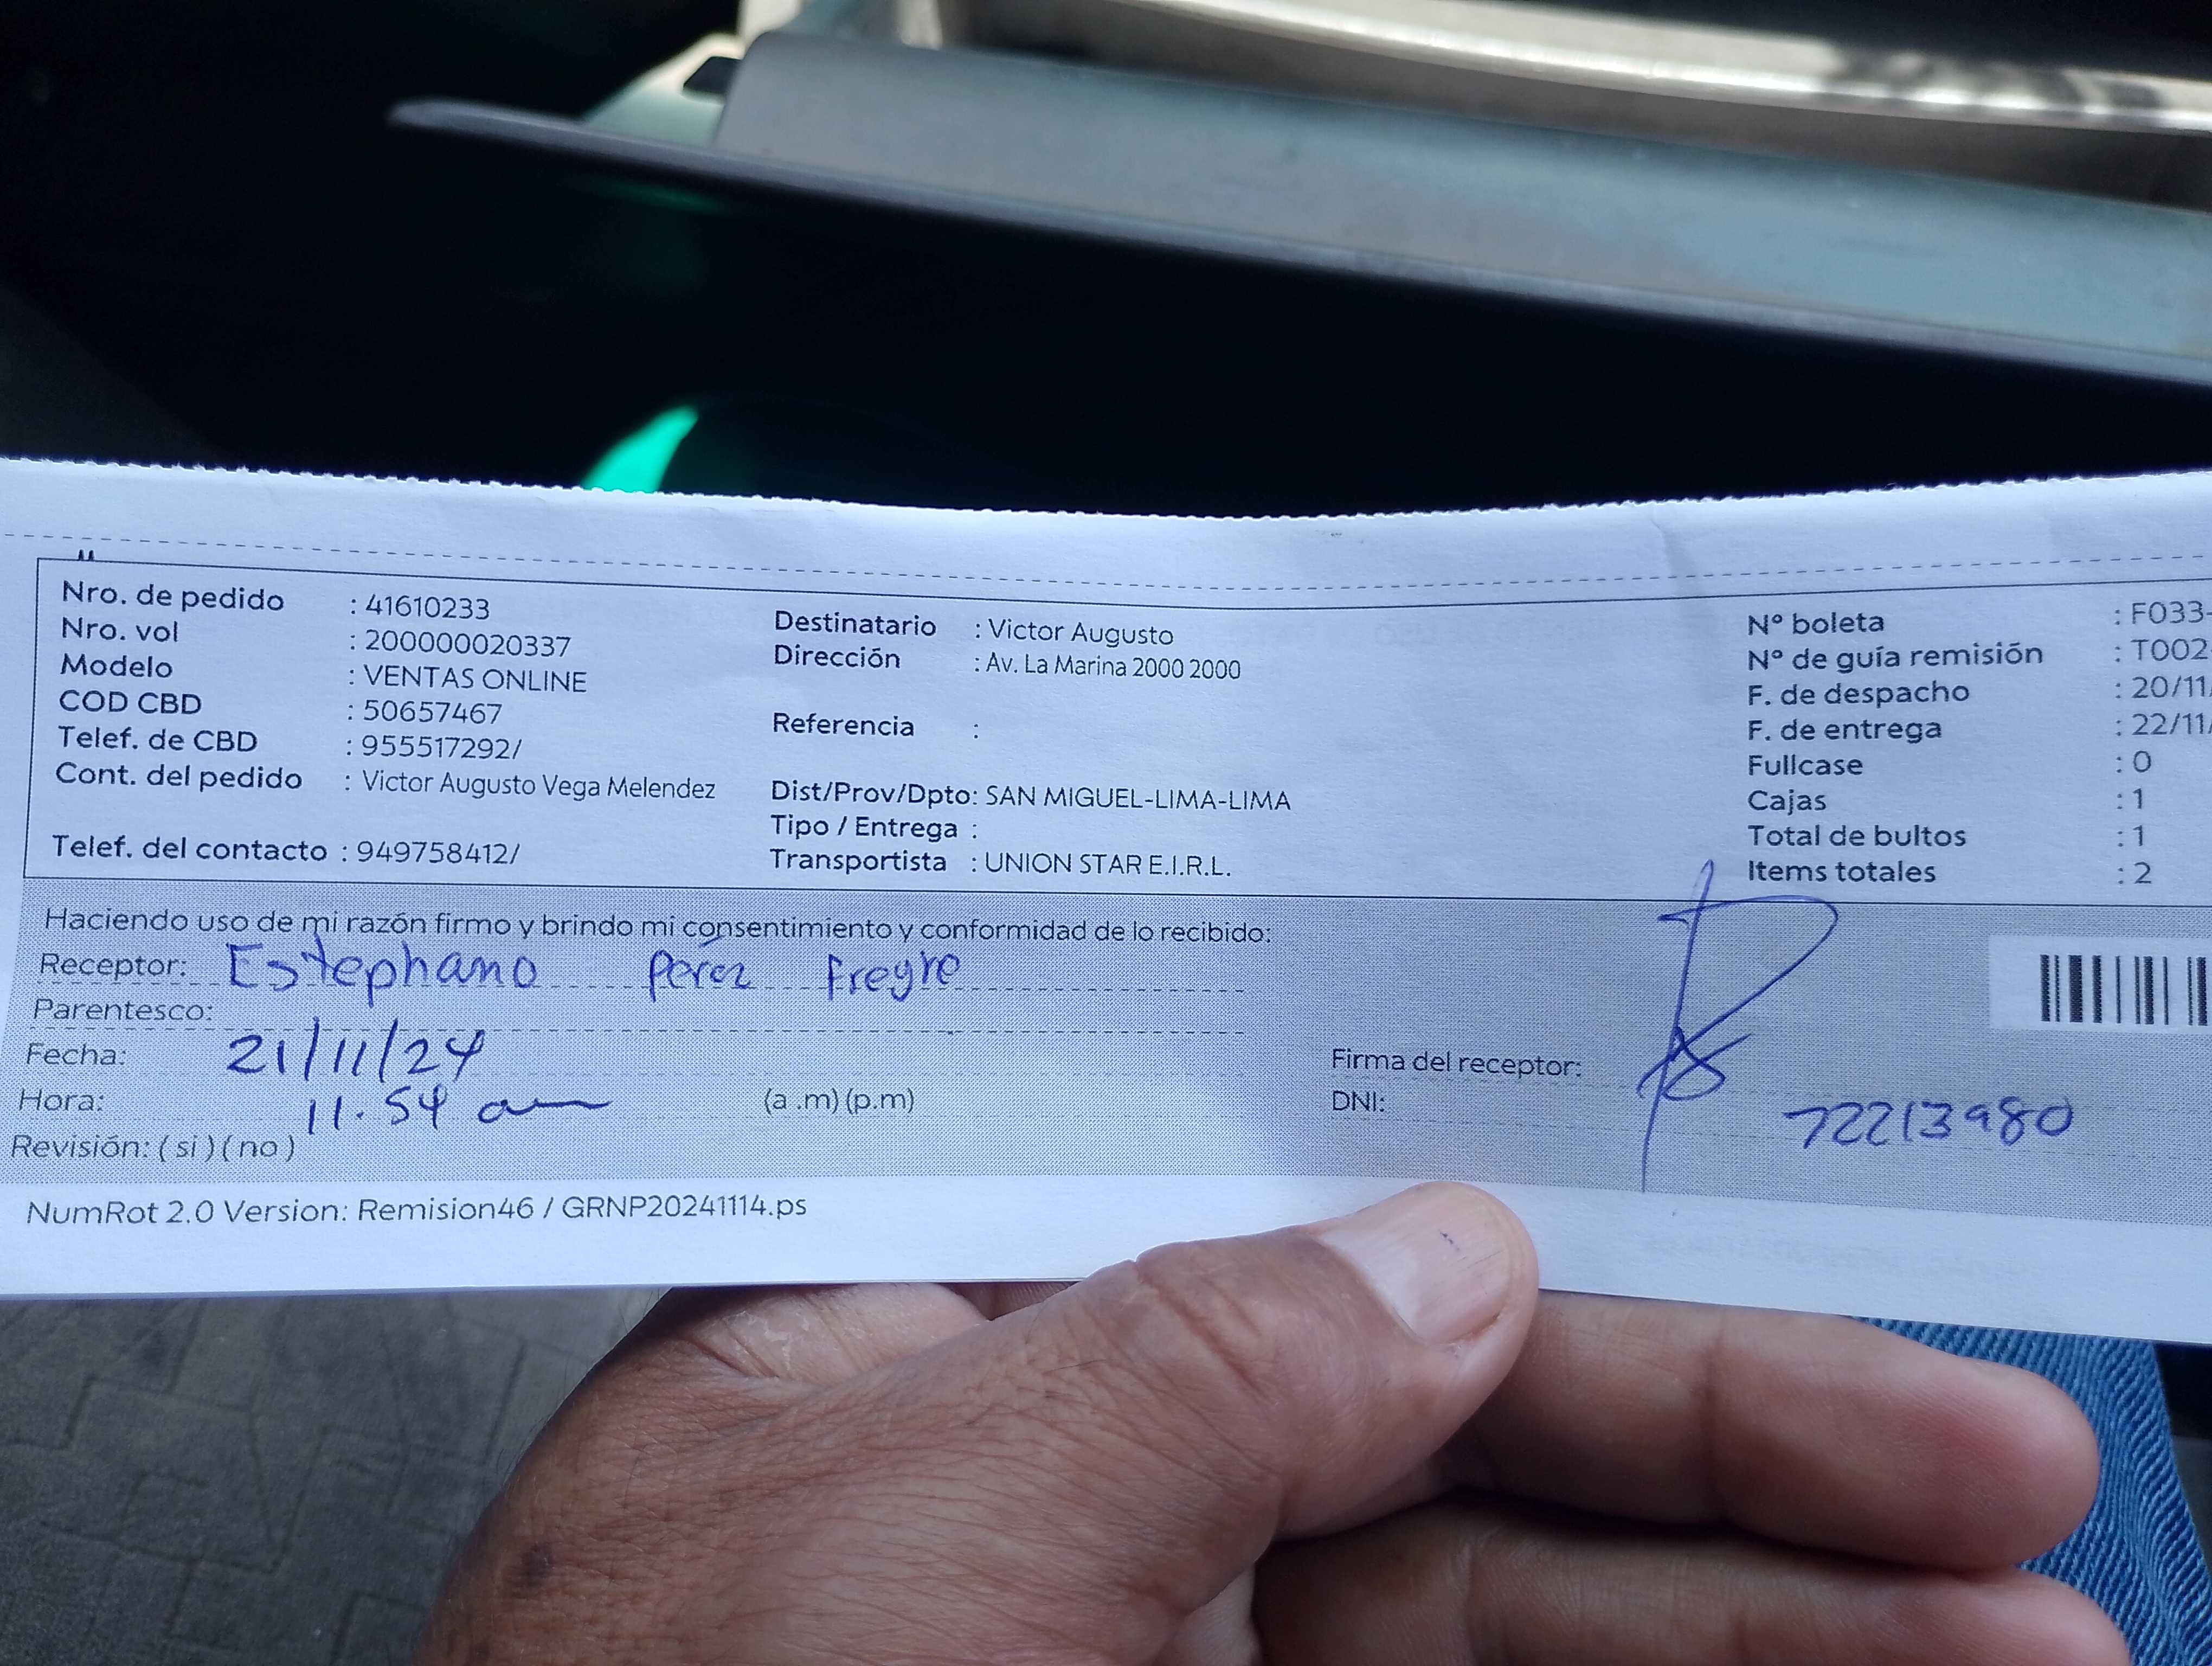 Nro. de pedido : 41610233
Nro. vol : 200000020337
Modelo : VENTAS ONLINE
COD CBD : 50657467
Telef. de CBD : 955517292/
Cont. del pedido : Victor Augusto Vega Melendez
Telef. del contacto : 949758412/
Destinatario : Victor Augusto
Dirección : Av. La Marina 2000 2000
Referencia :
Dist/Prov/Dpto: SAN MIGUEL-LIMA-LIMA
Tipo / Entrega :
Transportista : UNION STAR E.I.R.L.
N° boleta : F033-
N° de guía remisión : T002-
F. de despacho : 20/11/
F. de entrega : 22/11/
Fullcase : 0
Cajas : 1
Total de bultos : 1
Items totales : 2
Haciendo uso de mi razón firmo y brindo mi consentimiento y conformidad de lo recibido:
Receptor: Estephano Pérez Freyre
Parentesco:
Fecha: 21/11/24
Hora: 11.54 am (a .m) (p.m)
Revisión: ( si ) ( no )
Firma del receptor:
DNI: 72213980
NumRot 2.0 Version: Remision46 / GRNP20241114.ps